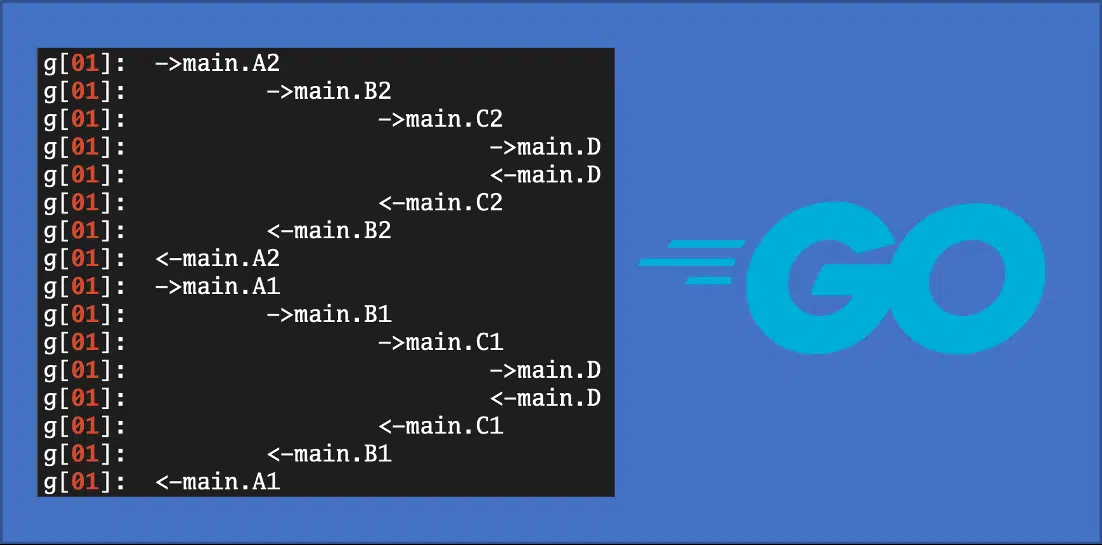 g[01]:  ->main.A2
g[01]:          ->main.B2
g[01]:                  ->main.C2
g[01]:                          ->main.D
g[01]:                          <-main.D
g[01]:                  <-main.C2
g[01]:          <-main.B2
g[01]:  <-main.A2
g[01]:  ->main.A1
g[01]:          ->main.B1
g[01]:                  ->main.C1
g[01]:                          ->main.D
g[01]:                          <-main.D
g[01]:                  <-main.C1
g[01]:          <-main.B1
g[01]:  <-main.A1
GO